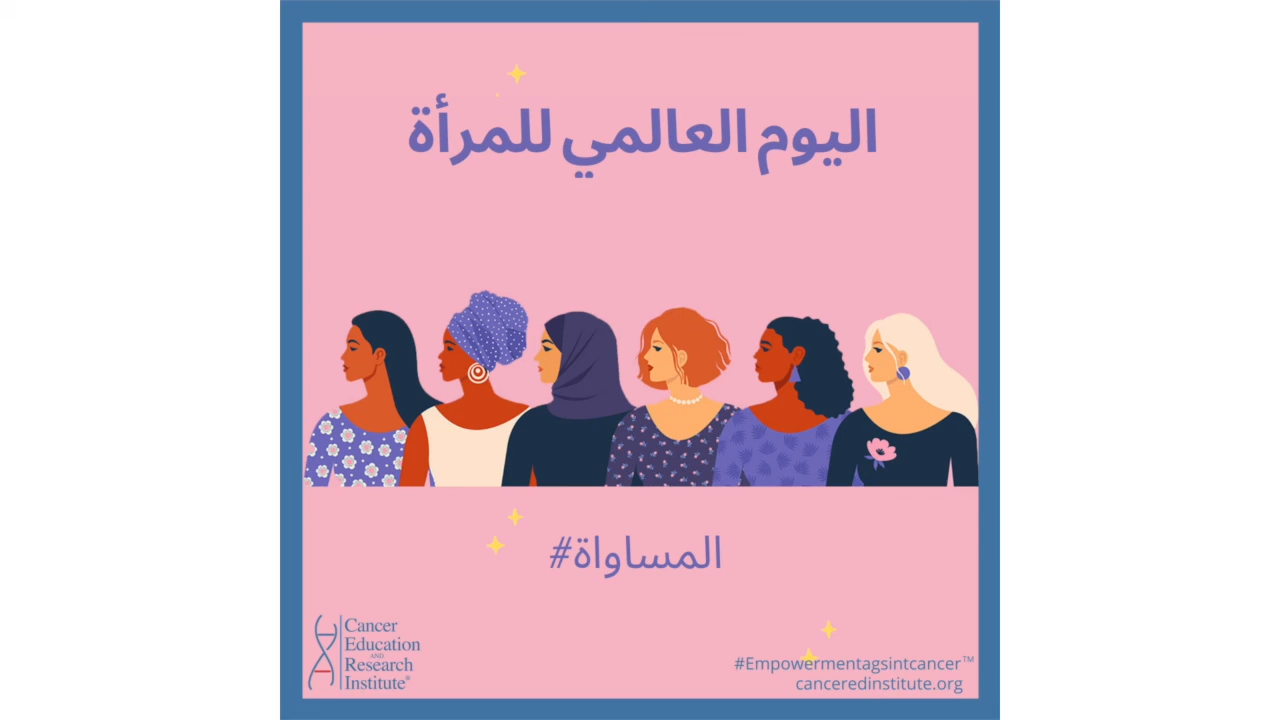 اليوم العالمي للمرأة
#المساواة
Cancer
Education
AND
Research
Institute®
#Empowermentagsintcancer™
canceredinstitute.org